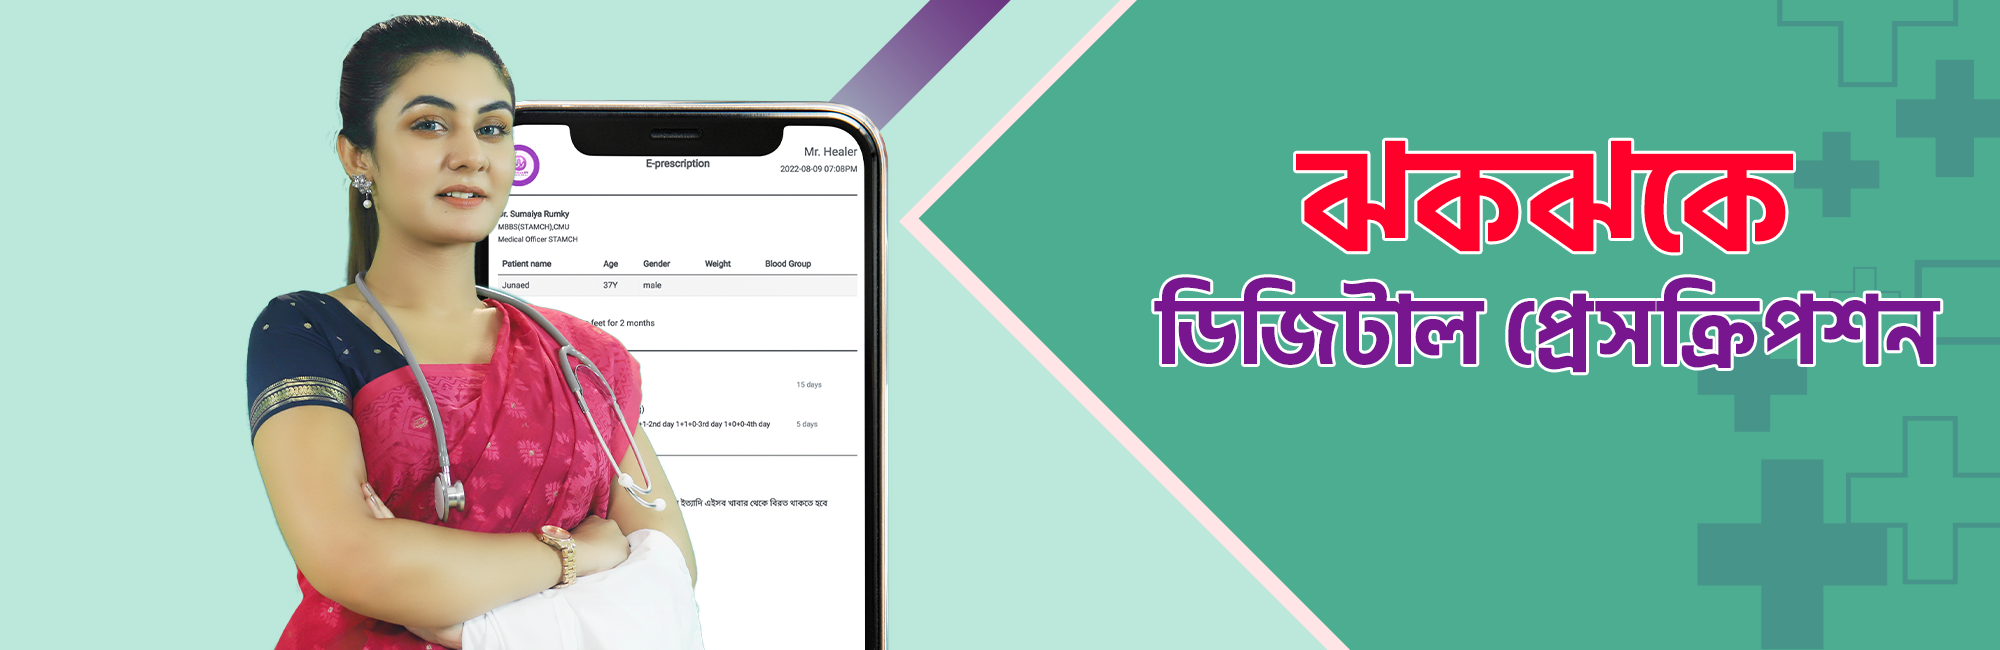 E-prescription
Mr. Healer
2022-08-09 07:08PM
r. Sumaiya Rumky
MBBS(STAMCH),CMU
Medical Officer STAMCH
Patient name Age Gender Weight Blood Group
Junaed 37Y male
feet for 2 months
15 days
)
+1-2nd day 1+1+0-3rd day 1+0+0-4th day 5 days
ইত্যাদি এইসব খাবার থেকে বিরত থাকতে হবে
ঝকঝকে
ডিজিটাল প্রেসক্রিপশন